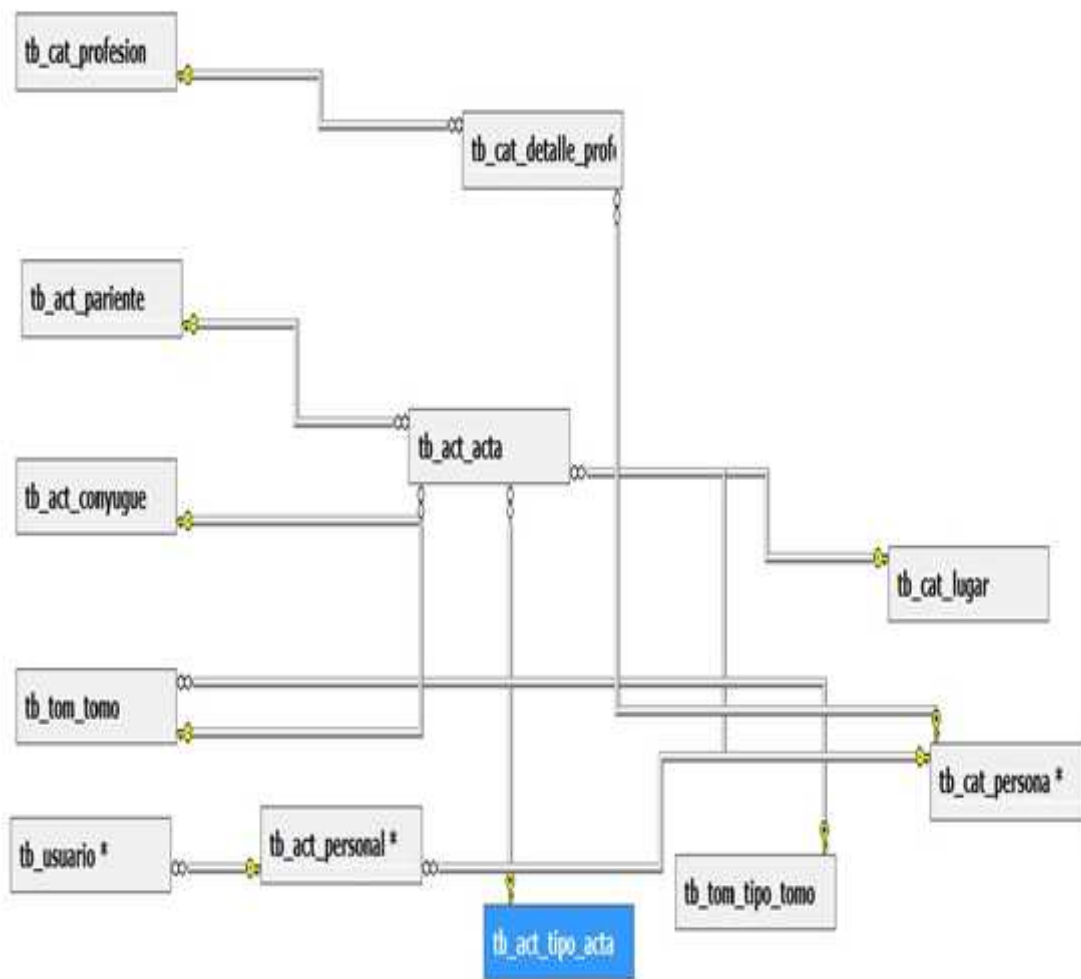 tb_cat_profesion
tb_cat_detalle_prof
tb_act_pariente
tb_act_acta
tb_act_conyugue
tb_cat_lugar
tb_tom_tomo
tb_cat_persona *
tb_usuario *
tb_act_personal *
tb_tom_tipo_tomo
tb_act_tipo_acta